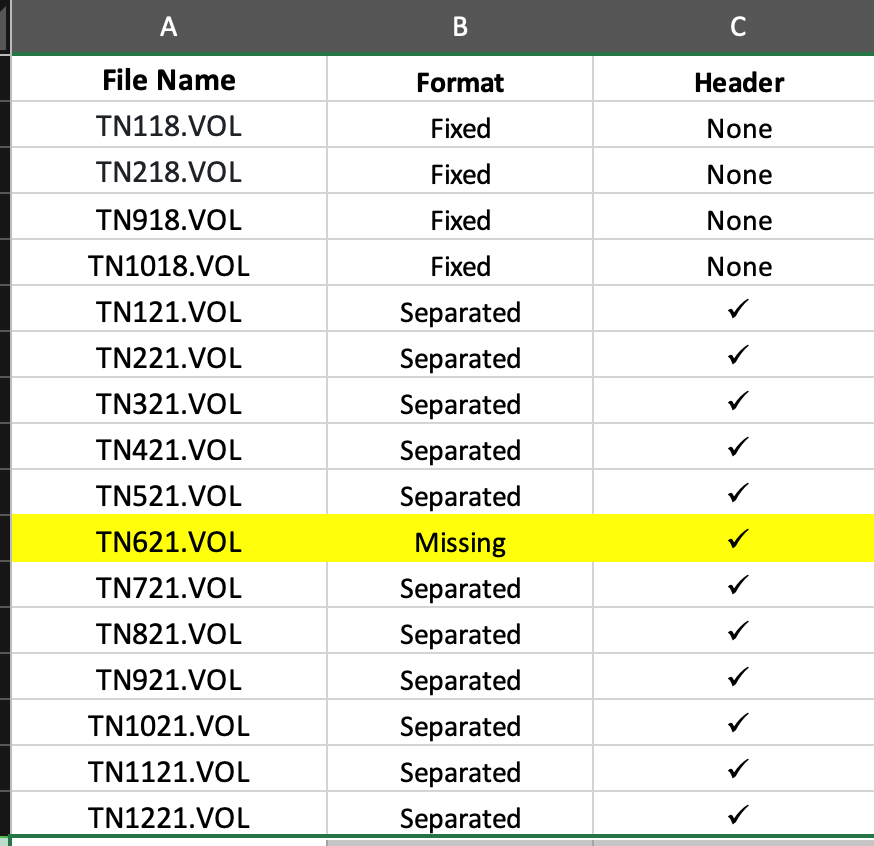 A B C
File Name Format Header
TN118.VOL Fixed None
TN218.VOL Fixed None
TN918.VOL Fixed None
TN1018.VOL Fixed None
TN121.VOL Separated ✓
TN221.VOL Separated ✓
TN321.VOL Separated ✓
TN421.VOL Separated ✓
TN521.VOL Separated ✓
TN621.VOL Missing ✓
TN721.VOL Separated ✓
TN821.VOL Separated ✓
TN921.VOL Separated ✓
TN1021.VOL Separated ✓
TN1121.VOL Separated ✓
TN1221.VOL Separated ✓